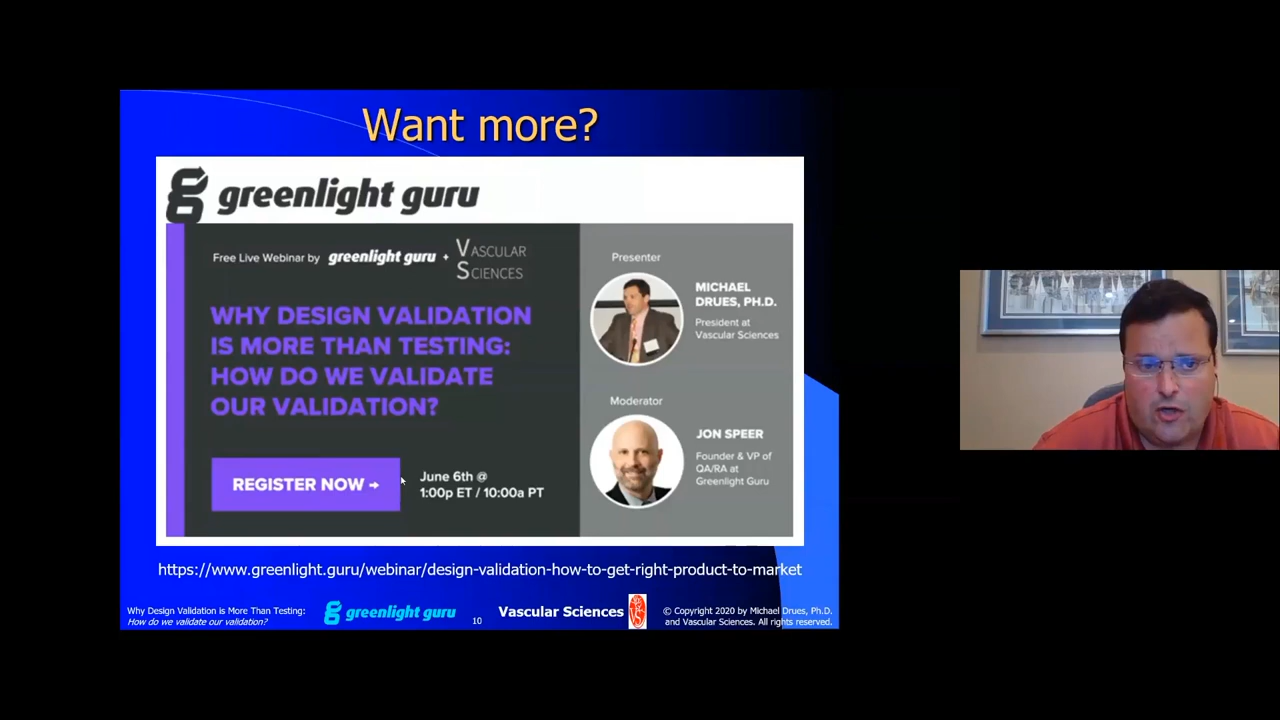 Want more?
greenlight guru
Free Live Webinar by greenlight guru + VASCULAR SCIENCES
WHY DESIGN VALIDATION
IS MORE THAN TESTING:
HOW DO WE VALIDATE
OUR VALIDATION?
REGISTER NOW →
June 6th @
1:00p ET / 10:00a PT
Presenter
MICHAEL
DRUES, PH.D.
President at
Vascular Sciences
Moderator
JON SPEER
Founder & VP of
QA/RA at
Greenlight Guru
https://www.greenlight.guru/webinar/design-validation-how-to-get-right-product-to-market
Why Design Validation is More Than Testing:
How do we validate our validation?
greenlight guru
10
Vascular Sciences
© Copyright 2020 by Michael Drues, Ph.D.
and Vascular Sciences. All rights reserved.